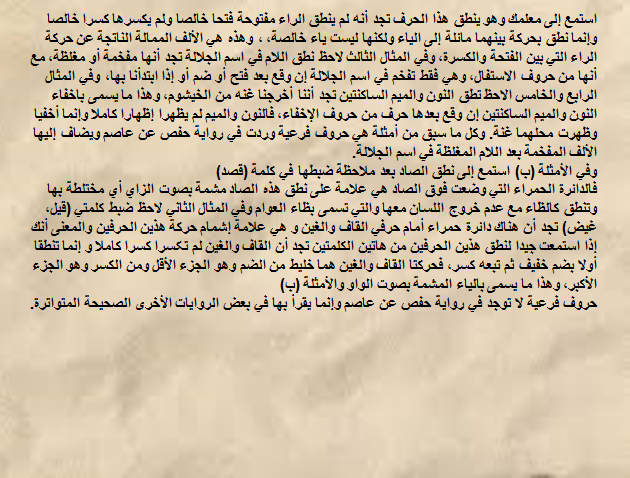 استمع إلى معلمك وهو ينطق هذا الحرف تجد أنه لم ينطق الراء مفتوحة فتحا خالصا ولم يكسرها كسرا خالصا
وإنما نطق بحركة بينهما مائلة إلى الياء ولكنها ليست ياء خالصة، ، وهذه هي الألف الممالة الناتجة عن حركة
الراء التي بين الفتحة والكسرة، وفي المثال الثالث لاحظ نطق اللام في اسم الجلالة تجد أنها مفخمة أو مغلظة، مع
أنها من حروف الاستفال، وهي فقط تفخم في اسم الجلالة إن وقع بعد فتح أو ضم أو إذا ابتدأنا بها، وفي المثال
الرابع والخامس الاحظ تطق النون والميم الساكنتين تجد أننا أخرجنا غنه من الخيشوم، وهذا ما يسمى بإخفاء
النون والميم الساكنتين إن وقع بعدها حرف من حروف الإخفاء، فالنون والميم لم يظهرا إظهارا كاملا وإنما أخفيا
وظهرت محلهما غنة. وكل ما سبق من أمثلة هي حروف فرعية وردت في رواية حفص عن عاصم ويضاف إليها
الألف المفخمة بعد اللام المغلظة في اسم الجلالة.
وفي الأمثلة (ب) استمع إلى نطق الصاد بعد ملاحظة ضبطها في كلمة (قصد)
فالدائرة الحمراء التي وضعت فوق الصاد هي علامة على نطق هذه الصاد مشمة بصوت الزاي أي مختلطة بها
وتنطق كالظاء مع عدم خروج اللسان معها والتي تسمى بظاء العوام وفي المثال الثاني لاحظ ضبط كلمتي (قيل،
غيض) تجد أن هناك دائرة حمراء أمام حرفي القاف والغين و هي علامة إشمام حركة هذين الحرفين والمعنى أنك
إذا استمعت جيدا لنطق هذين الحرفين من هاتين الكلمتين تجد أن القاف والغين لم تكسرا كسرا كاملا و إنما تنطقا
أولا بضم خفيف ثم تبعه كسر، فحركتا القاف والغين هما خليط من الضم وهو الجزء الأقل ومن الكسر وهو الجزء
الأكبر، وهذا ما يسمى بالياء المشمة بصوت الواو والأمثلة (ب)
حروف فرعية لا توجد في رواية حفص عن عاصم وإنما يقرأ بها في بعض الروايات الأخرى الصحيحة المتواترة.